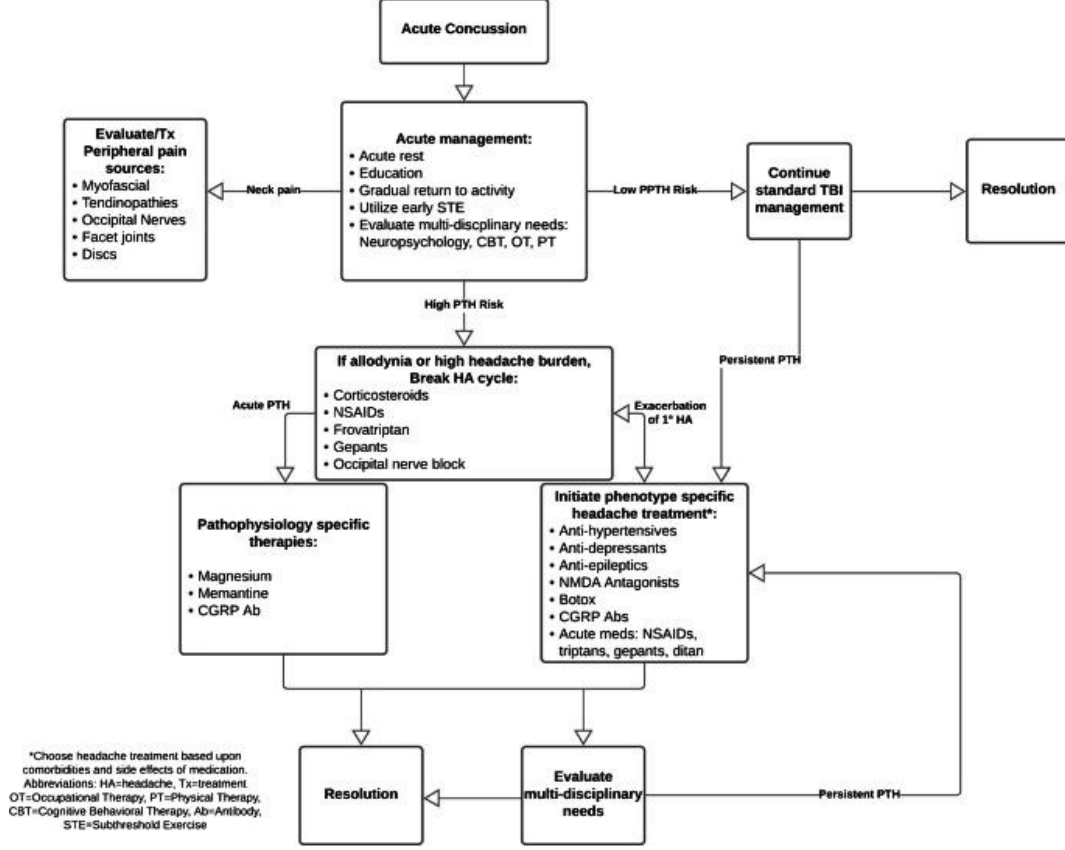 Acute Concussion
Evaluate/Tx
Peripheral pain
sources:
• Myofascial
• Tendinopathies
• Occipital Nerves
• Facet joints
• Discs
Neck pain
Acute management:
• Acute rest
• Education
• Gradual return to activity
• Utilize early STE
• Evaluate multi-discplinary needs:
Neuropsychology, CBT, OT, PT
Low PPTH Risk
Continue
standard TBI
management
Resolution
High PTH Risk
If allodynia or high headache burden,
Break HA cycle:
• Corticosteroids
• NSAIDs
• Frovatriptan
• Gepants
• Occipital nerve block
Acute PTH
Exacerbation
of 1° HA
Persistent PTH
Pathophysiology specific
therapies:
• Magnesium
• Memantine
• CGRP Ab
Initiate phenotype specific
headache treatment*:
• Anti-hypertensives
• Anti-depressants
• Anti-epileptics
• NMDA Antagonists
• Botox
• CGRP Abs
• Acute meds: NSAIDs,
triptans, gepants, ditan
Resolution
Evaluate
multi-disciplinary
needs
Persistent PTH
*Choose headache treatment based upon
comorbidities and side effects of medication.
Abbreviations: HA=headache, Tx=treatment
OT=Occupational Therapy, PT=Physical Therapy,
CBT=Cognitive Behavioral Therapy, Ab=Antibody,
STE=Subthreshold Exercise